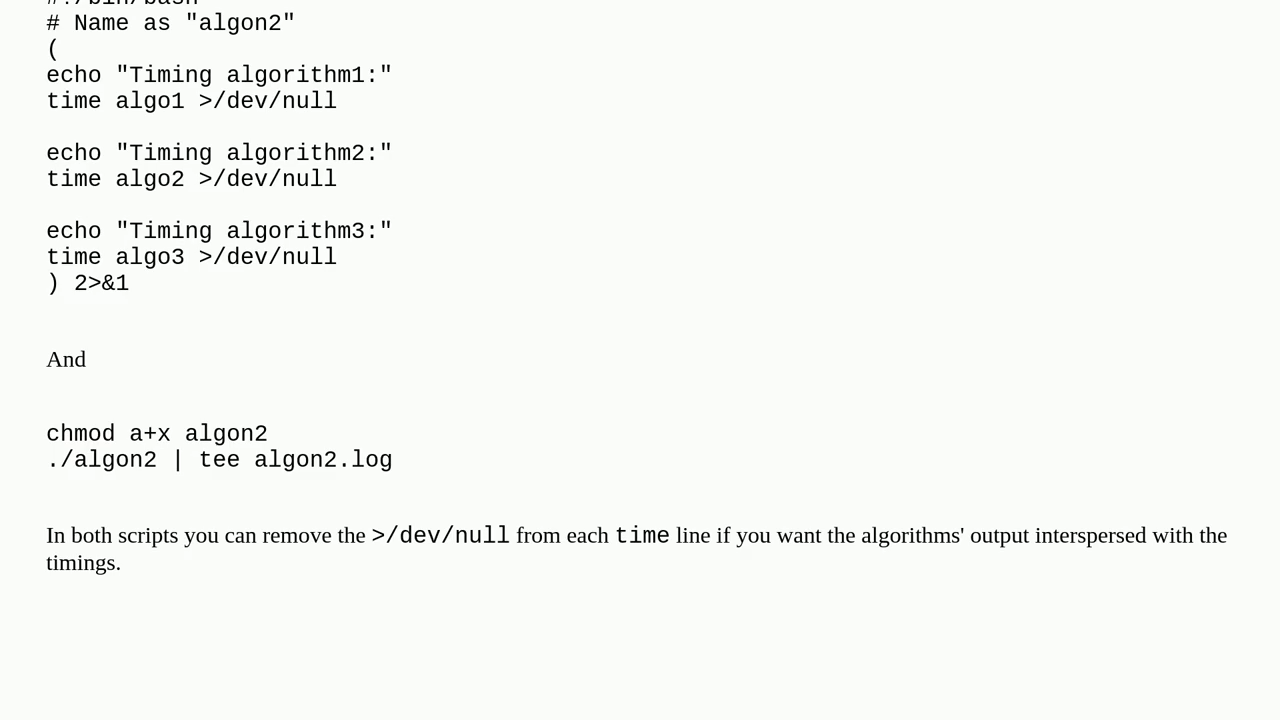 #!/bin/bash
# Name as "algon2"
(
echo "Timing algorithm1:"
time algo1 >/dev/null

echo "Timing algorithm2:"
time algo2 >/dev/null

echo "Timing algorithm3:"
time algo3 >/dev/null
) 2>&1

And

chmod a+x algon2
./algon2 | tee algon2.log

In both scripts you can remove the >/dev/null from each time line if you want the algorithms' output interspersed with the
timings.